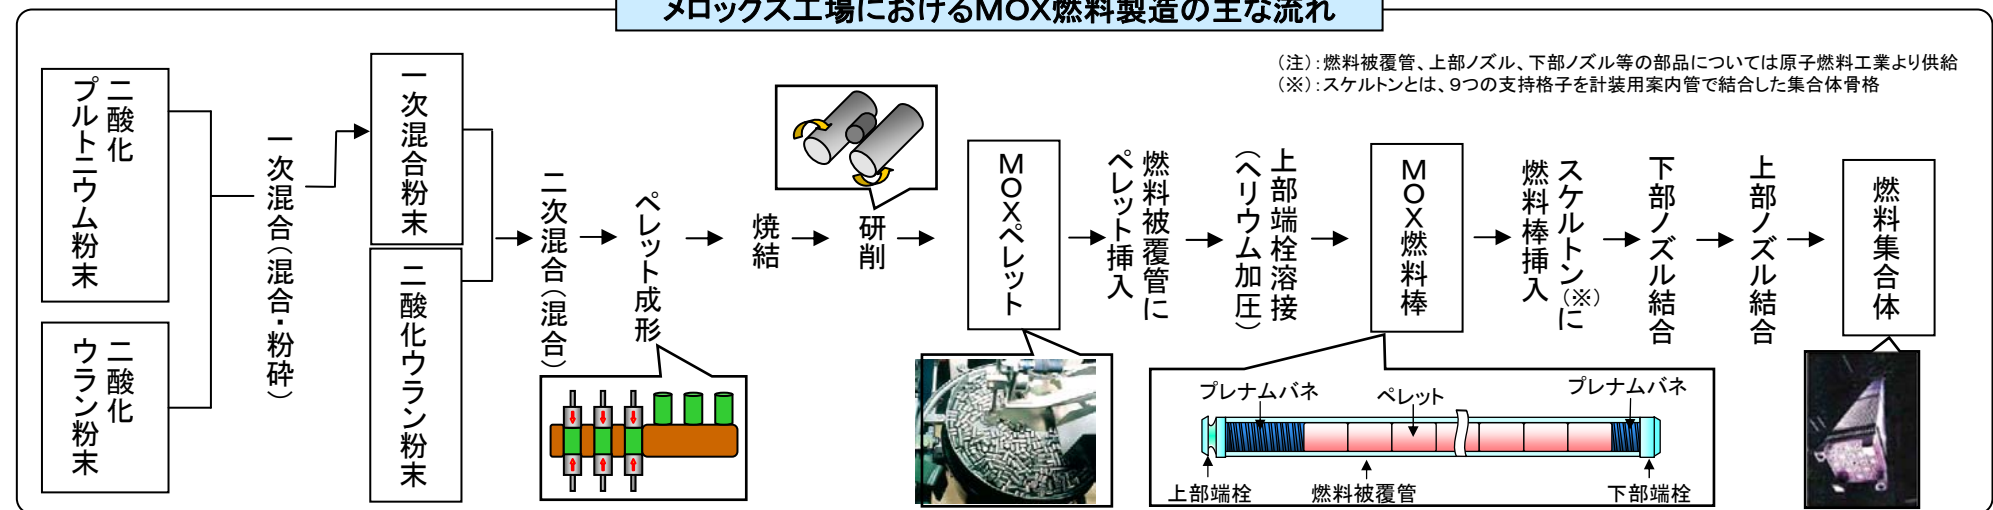 メロックス工場におけるMOX燃料製造の主な流れ
(注):燃料被覆管、上部ノズル、下部ノズル等の部品については原子燃料工業より供給
(※):スケルトンとは、9つの支持格子を計装用案内管で結合した集合体骨格
二酸化
プルトニウム粉末
二酸化
ウラン粉末
一次混合(混合・粉砕)
一次混合粉末
二酸化ウラン粉末
二次混合(混合)
ペレット成形
焼結
研削
MOXペレット
燃料被覆管に
ペレット挿入
上部端栓溶接
(ヘリウム加圧)
MOX燃料棒
スケルトン(※)に
燃料棒挿入
下部ノズル結合
上部ノズル結合
燃料集合体
プレナムバネ
ペレット
プレナムバネ
上部端栓
燃料被覆管
下部端栓